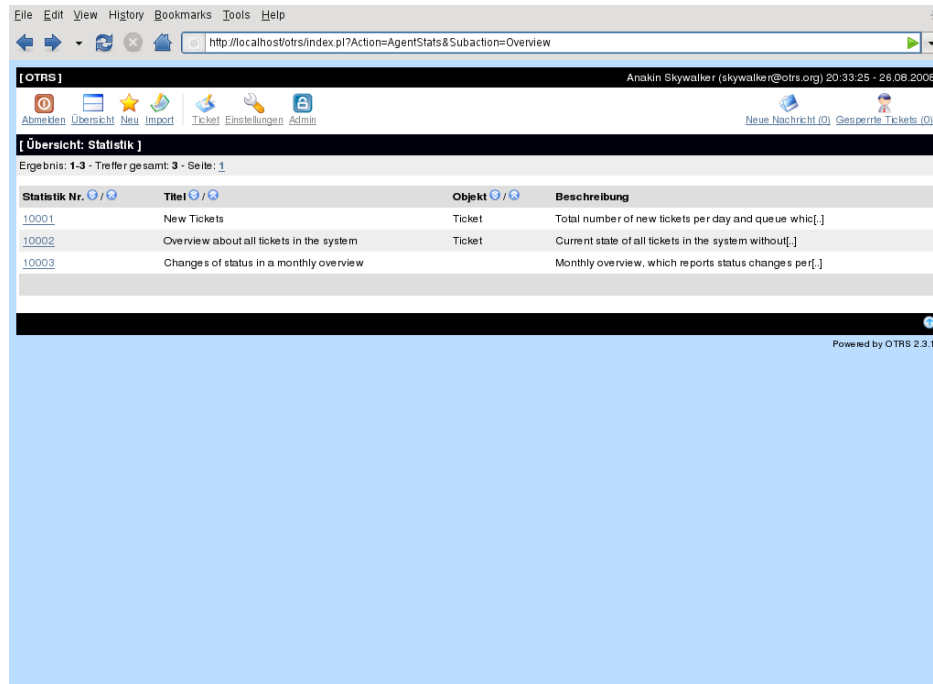 File Edit View History Bookmarks Tools Help
http://localhost/otrs/index.pl?Action=AgentStats&Subaction=Overview
[ OTRS ] Anakin Skywalker (skywalker@otrs.org) 20:33:25 - 26.08.2008
Abmelden Übersicht Neu Import Ticket Einstellungen Admin Neue Nachricht (0) Gesperrte Tickets (0)
[ Übersicht: Statistik ]
Ergebnis: 1-3 - Treffer gesamt: 3 - Seite: 1
Statistik Nr. / Titel / Objekt / Beschreibung
10001 New Tickets Ticket Total number of new tickets per day and queue whic[..]
10002 Overview about all tickets in the system Ticket Current state of all tickets in the system without[..]
10003 Changes of status in a monthly overview Monthly overview, which reports status changes per[..]
Powered by OTRS 2.3.1